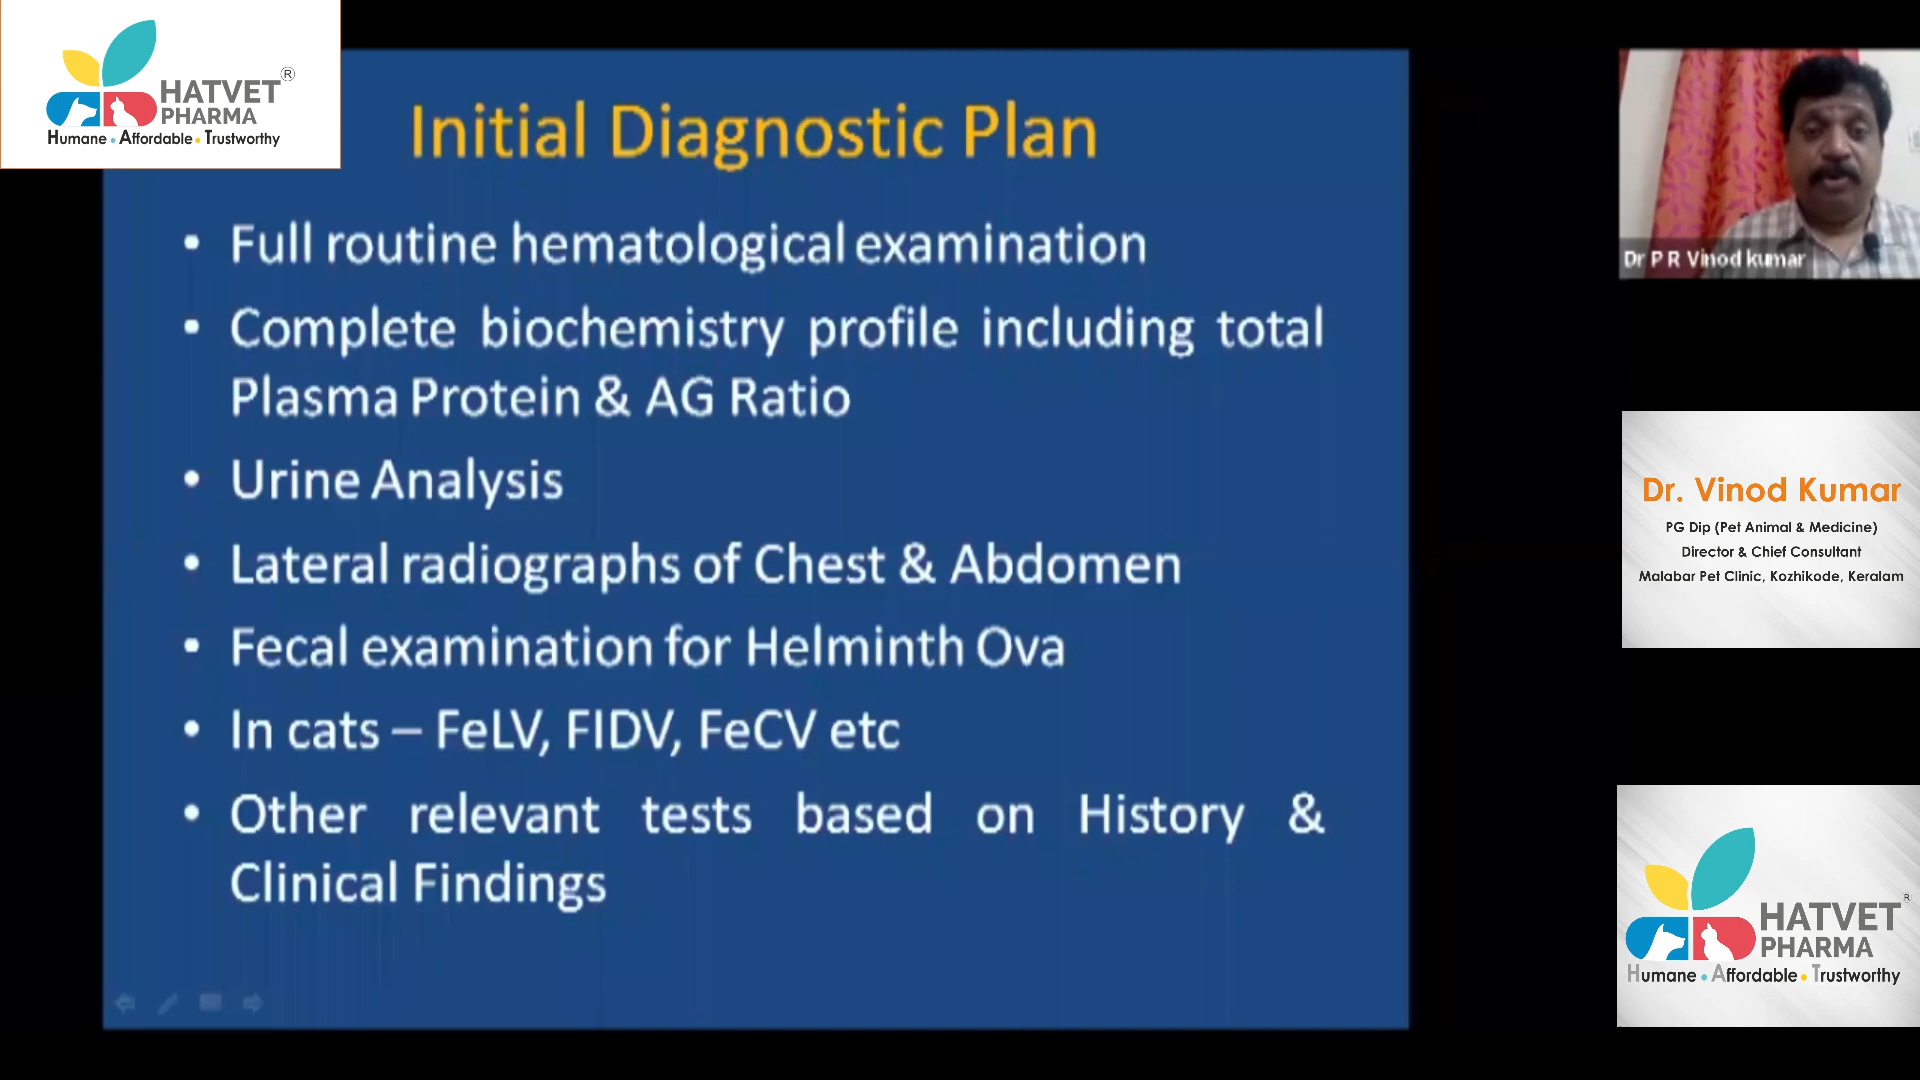 HATVET®
PHARMA
Humane • Affordable • Trustworthy
Initial Diagnostic Plan
• Full routine hematological examination
• Complete biochemistry profile including total
Plasma Protein & AG Ratio
• Urine Analysis
• Lateral radiographs of Chest & Abdomen
• Fecal examination for Helminth Ova
• In cats – FeLV, FIDV, FeCV etc
• Other relevant tests based on History &
Clinical Findings
Dr P R Vinod kumar
Dr. Vinod Kumar
PG Dip (Pet Animal & Medicine)
Director & Chief Consultant
Malabar Pet Clinic, Kozhikode, Keralam
HATVET®
PHARMA
Humane • Affordable • Trustworthy